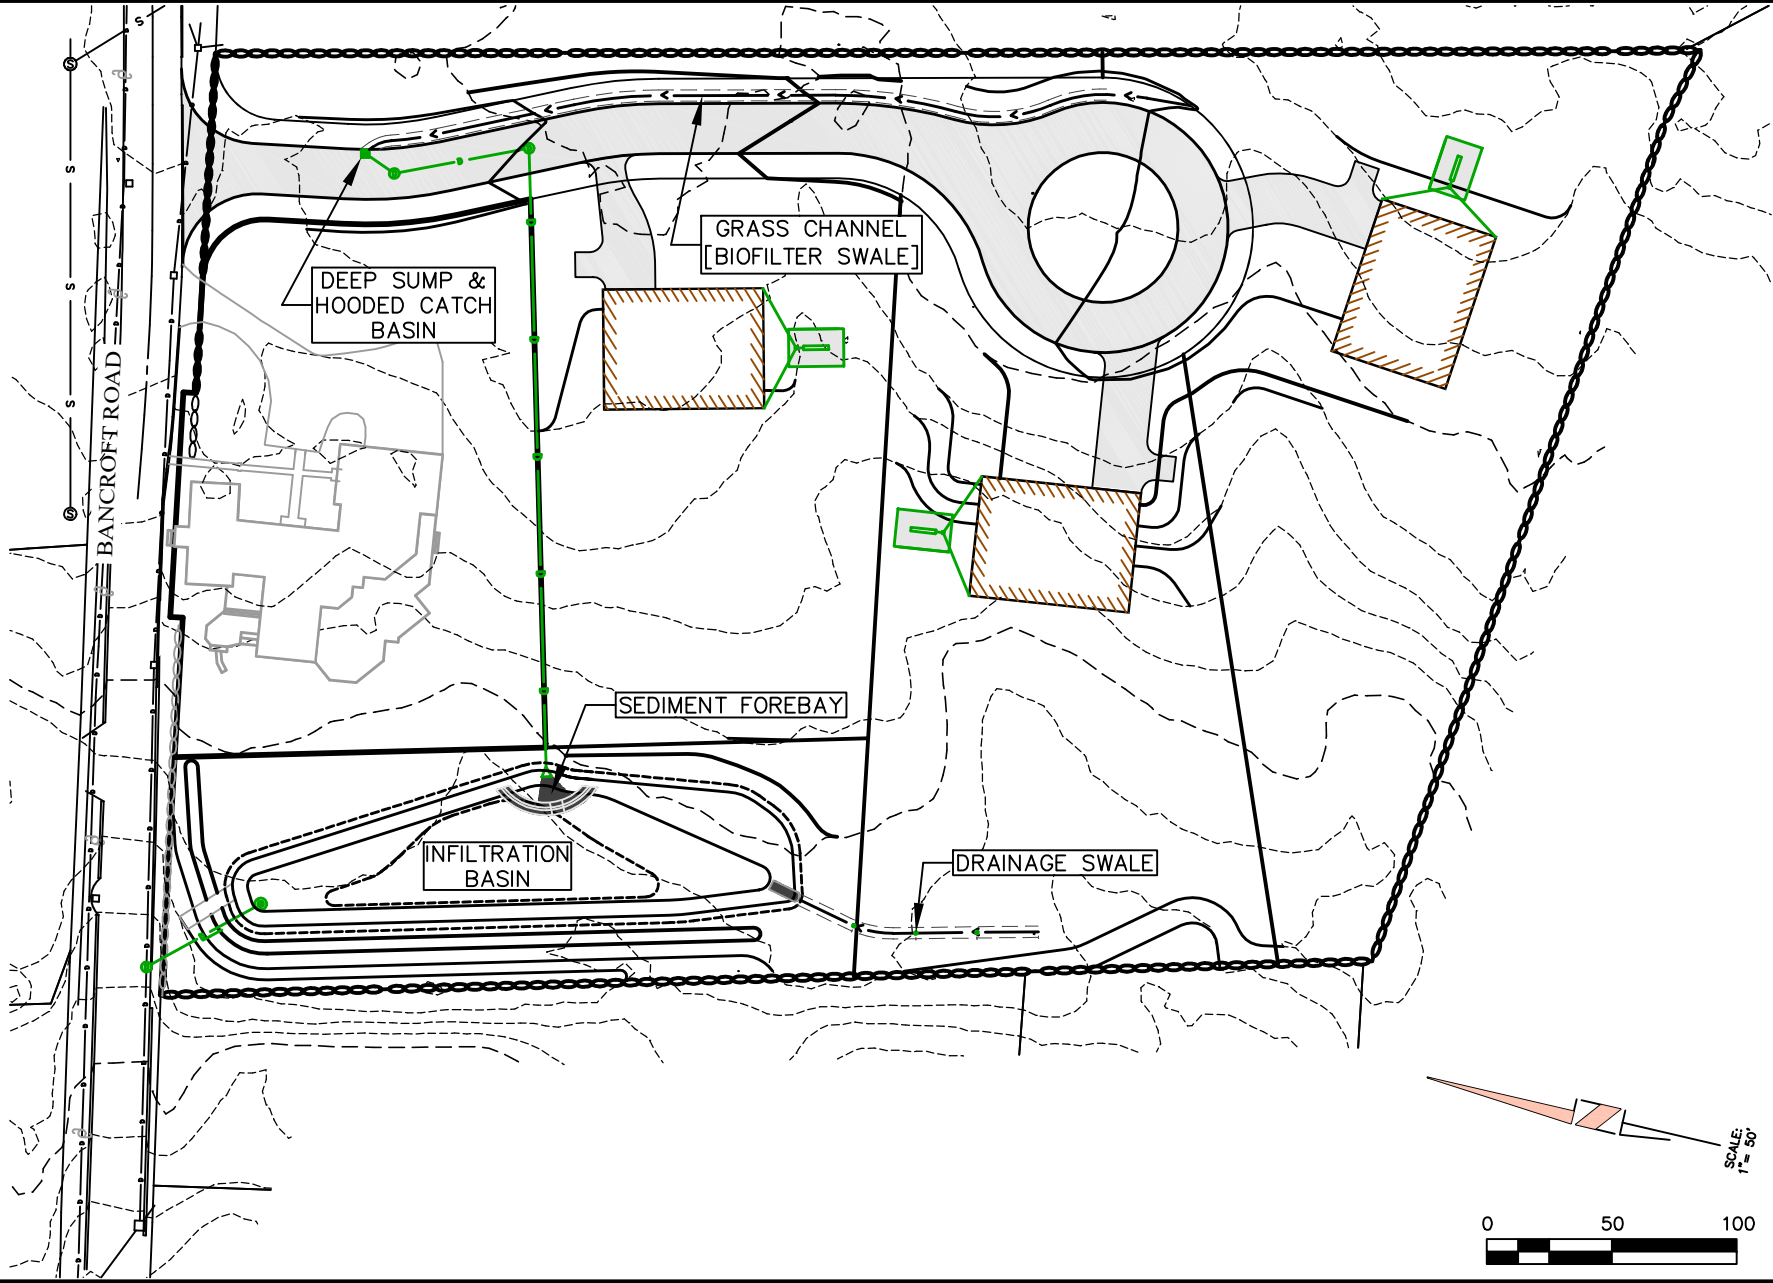 GRASS CHANNEL
[BIOFILTER SWALE]
DEEP SUMP &
HOODED CATCH
BASIN
BANCROFT ROAD
SEDIMENT FOREBAY
INFILTRATION
BASIN
DRAINAGE SWALE
S
S
S
S
S
S
SCALE:
1"= 50'
0 50 100